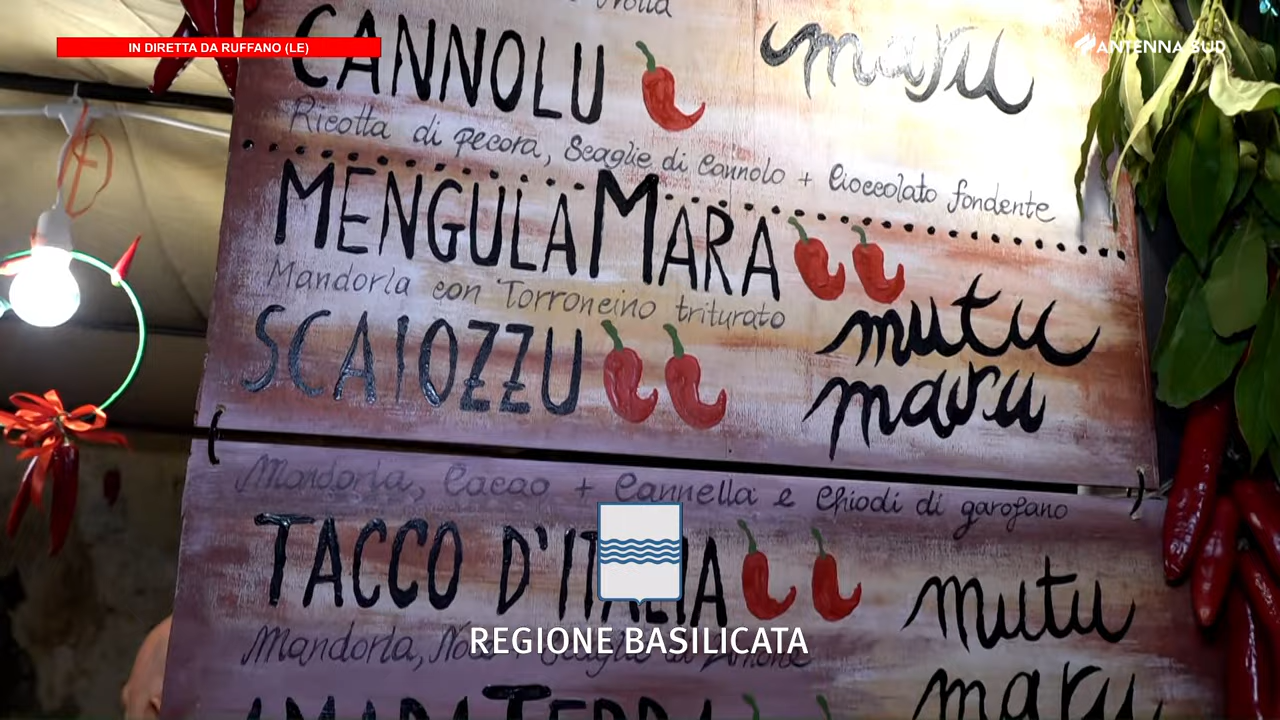 IN DIRETTA DA RUFFANO (LE)
ANTENNA SUD
CANNOLU
maru
Ricotta di pecora, Scaglie di Cannolo + Cioccolato fondente
MENGULAMARA
Mandorla con Torroncino triturato
mutu
maru
SCAIOZZU
Mandorla, Cacao + Cannella e Chiodi di garofano
TACCO D'ITALIA
mutu
maru
REGIONE BASILICATA
Mandorla,